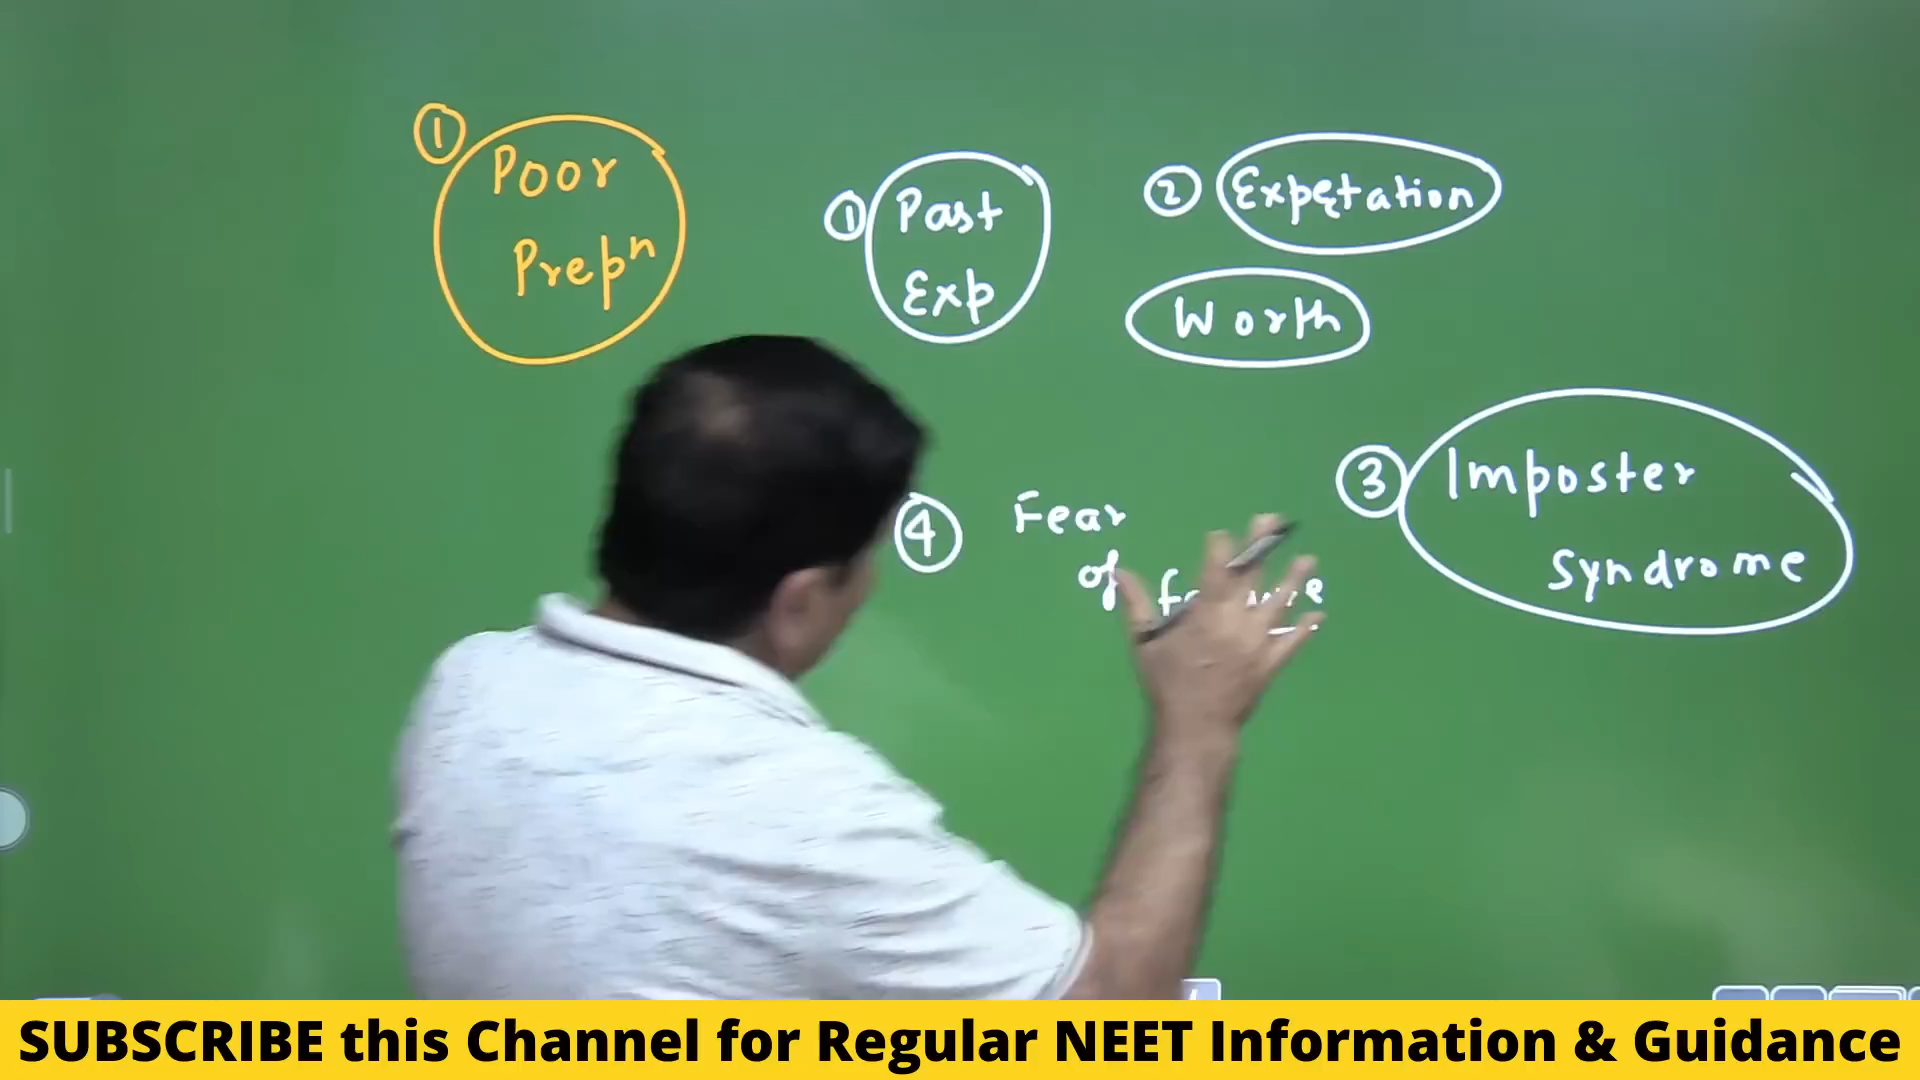 ①
Poor
Prepⁿ
①
Past
Exp
②
Expetation
Worth
③
Imposter
Syndrome
④
Fear
of
SUBSCRIBE this Channel for Regular NEET Information & Guidance